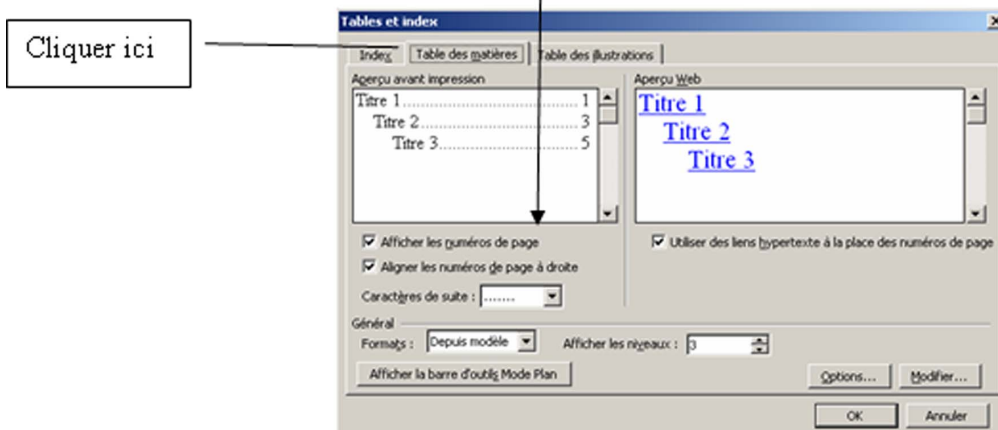 Cliquer ici
Tables et index
Index
Table des matières
Table des illustrations
Aperçu avant impression
Titre 1 ........................................ 1
Titre 2 .................................... 3
Titre 3 ................................ 5
Aperçu Web
Titre 1
Titre 2
Titre 3
Afficher les numéros de page
Aligner les numéros de page à droite
Caractères de suite : .......
Utiliser des liens hypertexte à la place des numéros de page
Général
Formats : Depuis modèle
Afficher les niveaux : 3
Afficher la barre d'outils Mode Plan
Options...
Modifier...
OK
Annuler